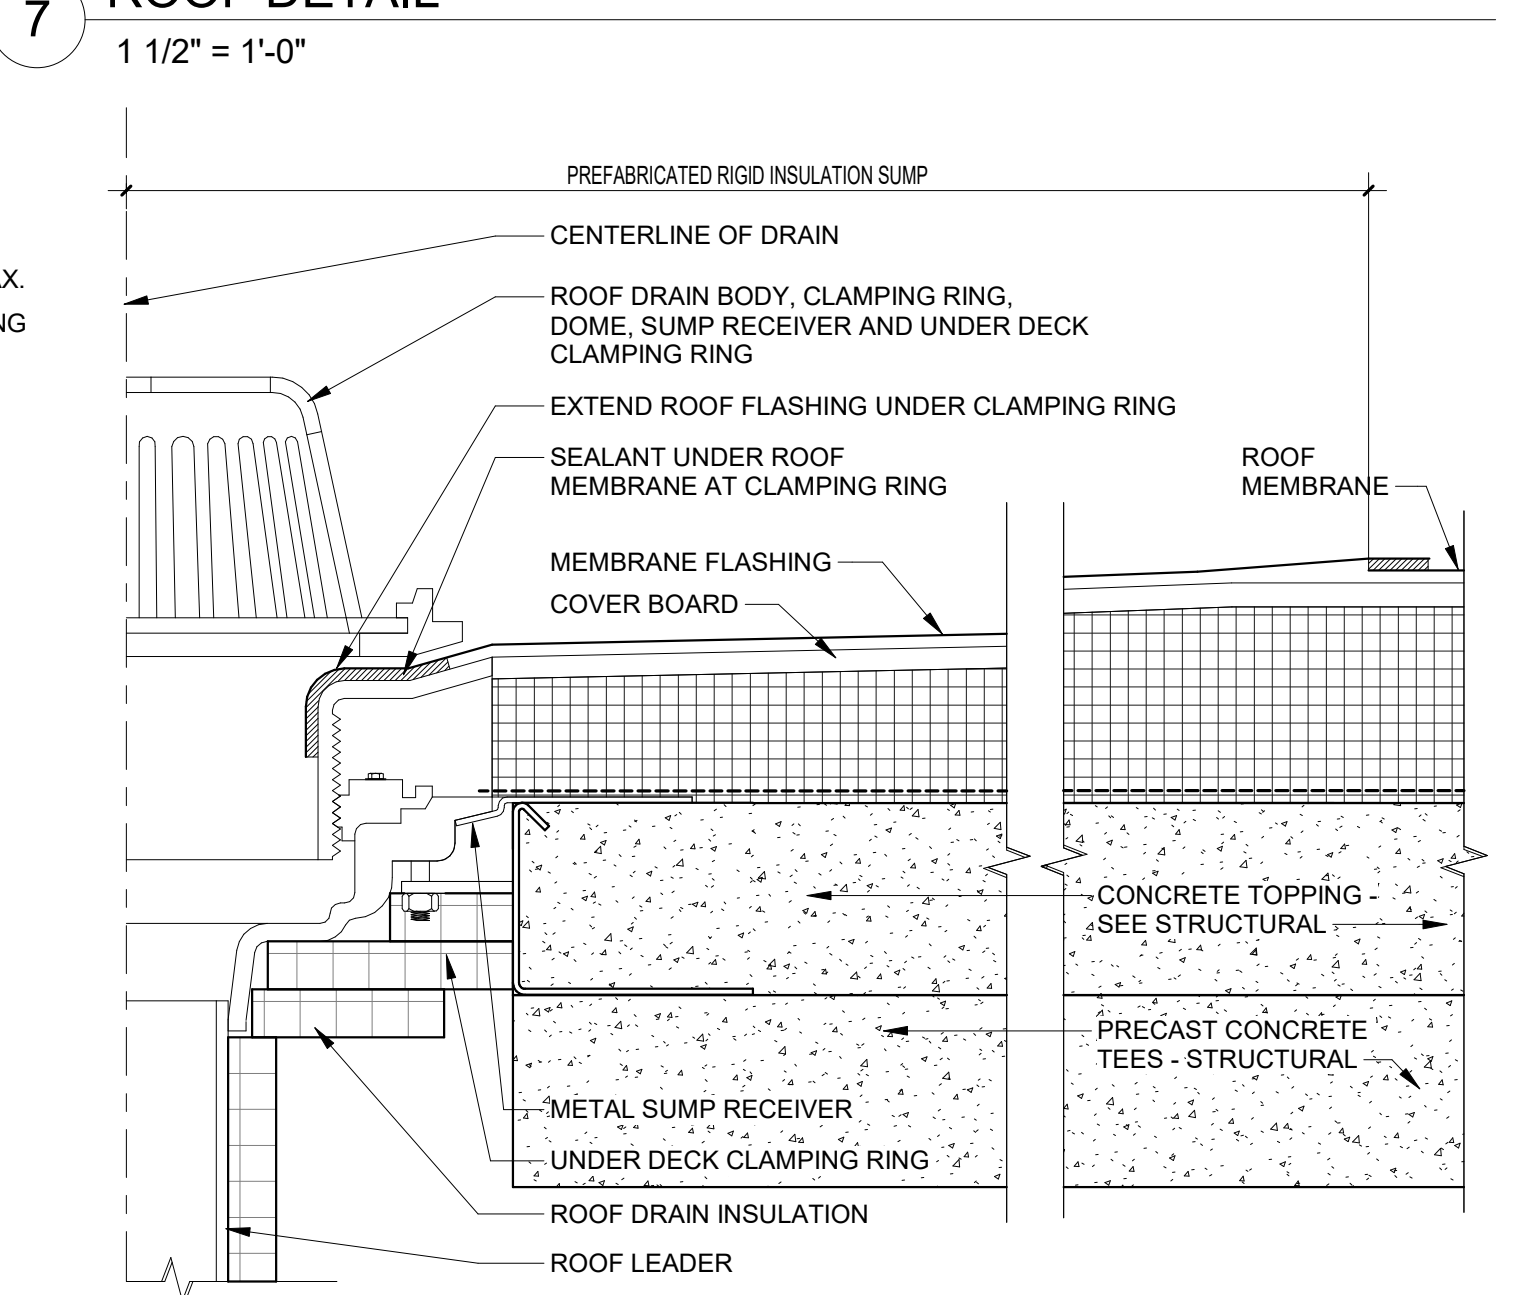 7
ROOF DETAIL
1 1/2" = 1'-0"
PREFABRICATED RIGID INSULATION SUMP
CENTERLINE OF DRAIN
AX.
NG
ROOF DRAIN BODY, CLAMPING RING,
DOME, SUMP RECEIVER AND UNDER DECK
CLAMPING RING
EXTEND ROOF FLASHING UNDER CLAMPING RING
SEALANT UNDER ROOF
MEMBRANE AT CLAMPING RING
ROOF
MEMBRANE
MEMBRANE FLASHING
COVER BOARD
CONCRETE TOPPING -
SEE STRUCTURAL
PRECAST CONCRETE
TEES - STRUCTURAL
METAL SUMP RECEIVER
UNDER DECK CLAMPING RING
ROOF DRAIN INSULATION
ROOF LEADER